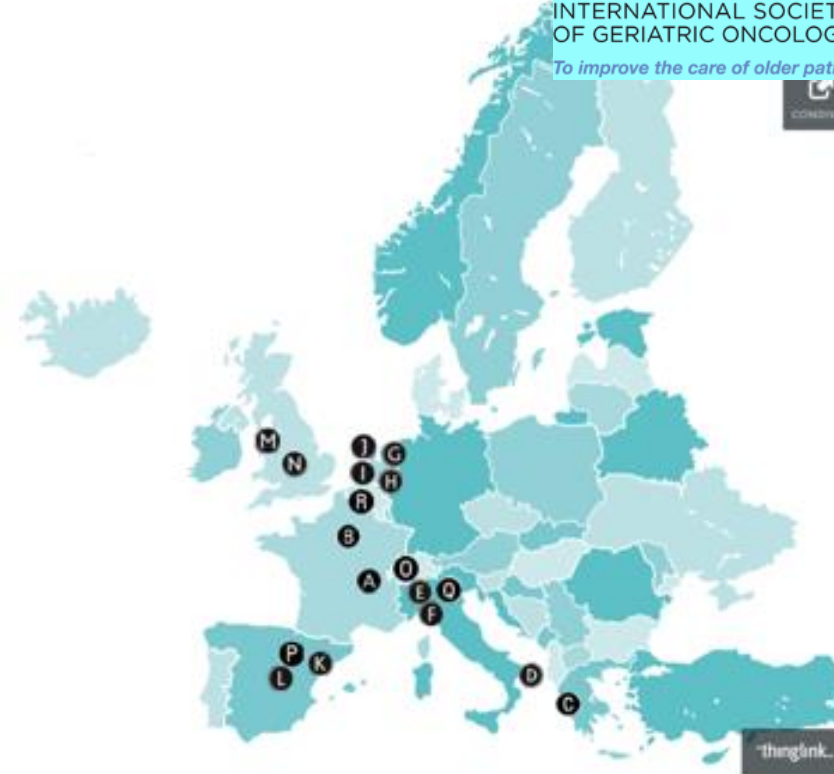 INTERNATIONAL SOCIET
OF GERIATRIC ONCOLOG
To improve the care of older pati
M
N
J
G
I
H
R
B
O
A
E
Q
F
P
K
L
D
C
"thinglink..